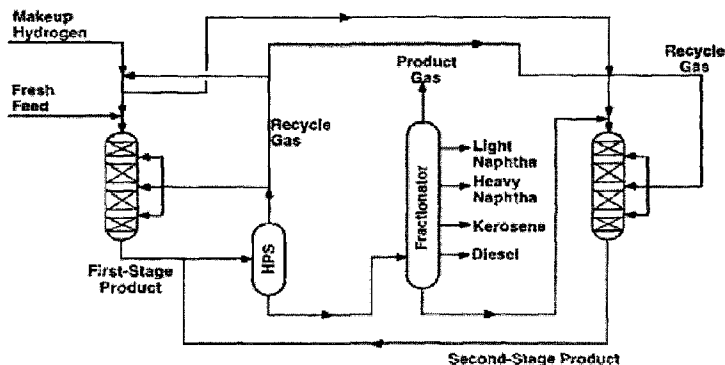 Makeup
Hydrogen
Fresh
Feed
Recycle
Gas
First-Stage
Product
HPS
Product
Gas
Fractionator
Light
Naphtha
Heavy
Naphtha
Kerosene
Diesel
Recycle
Gas
Second-Stage Product